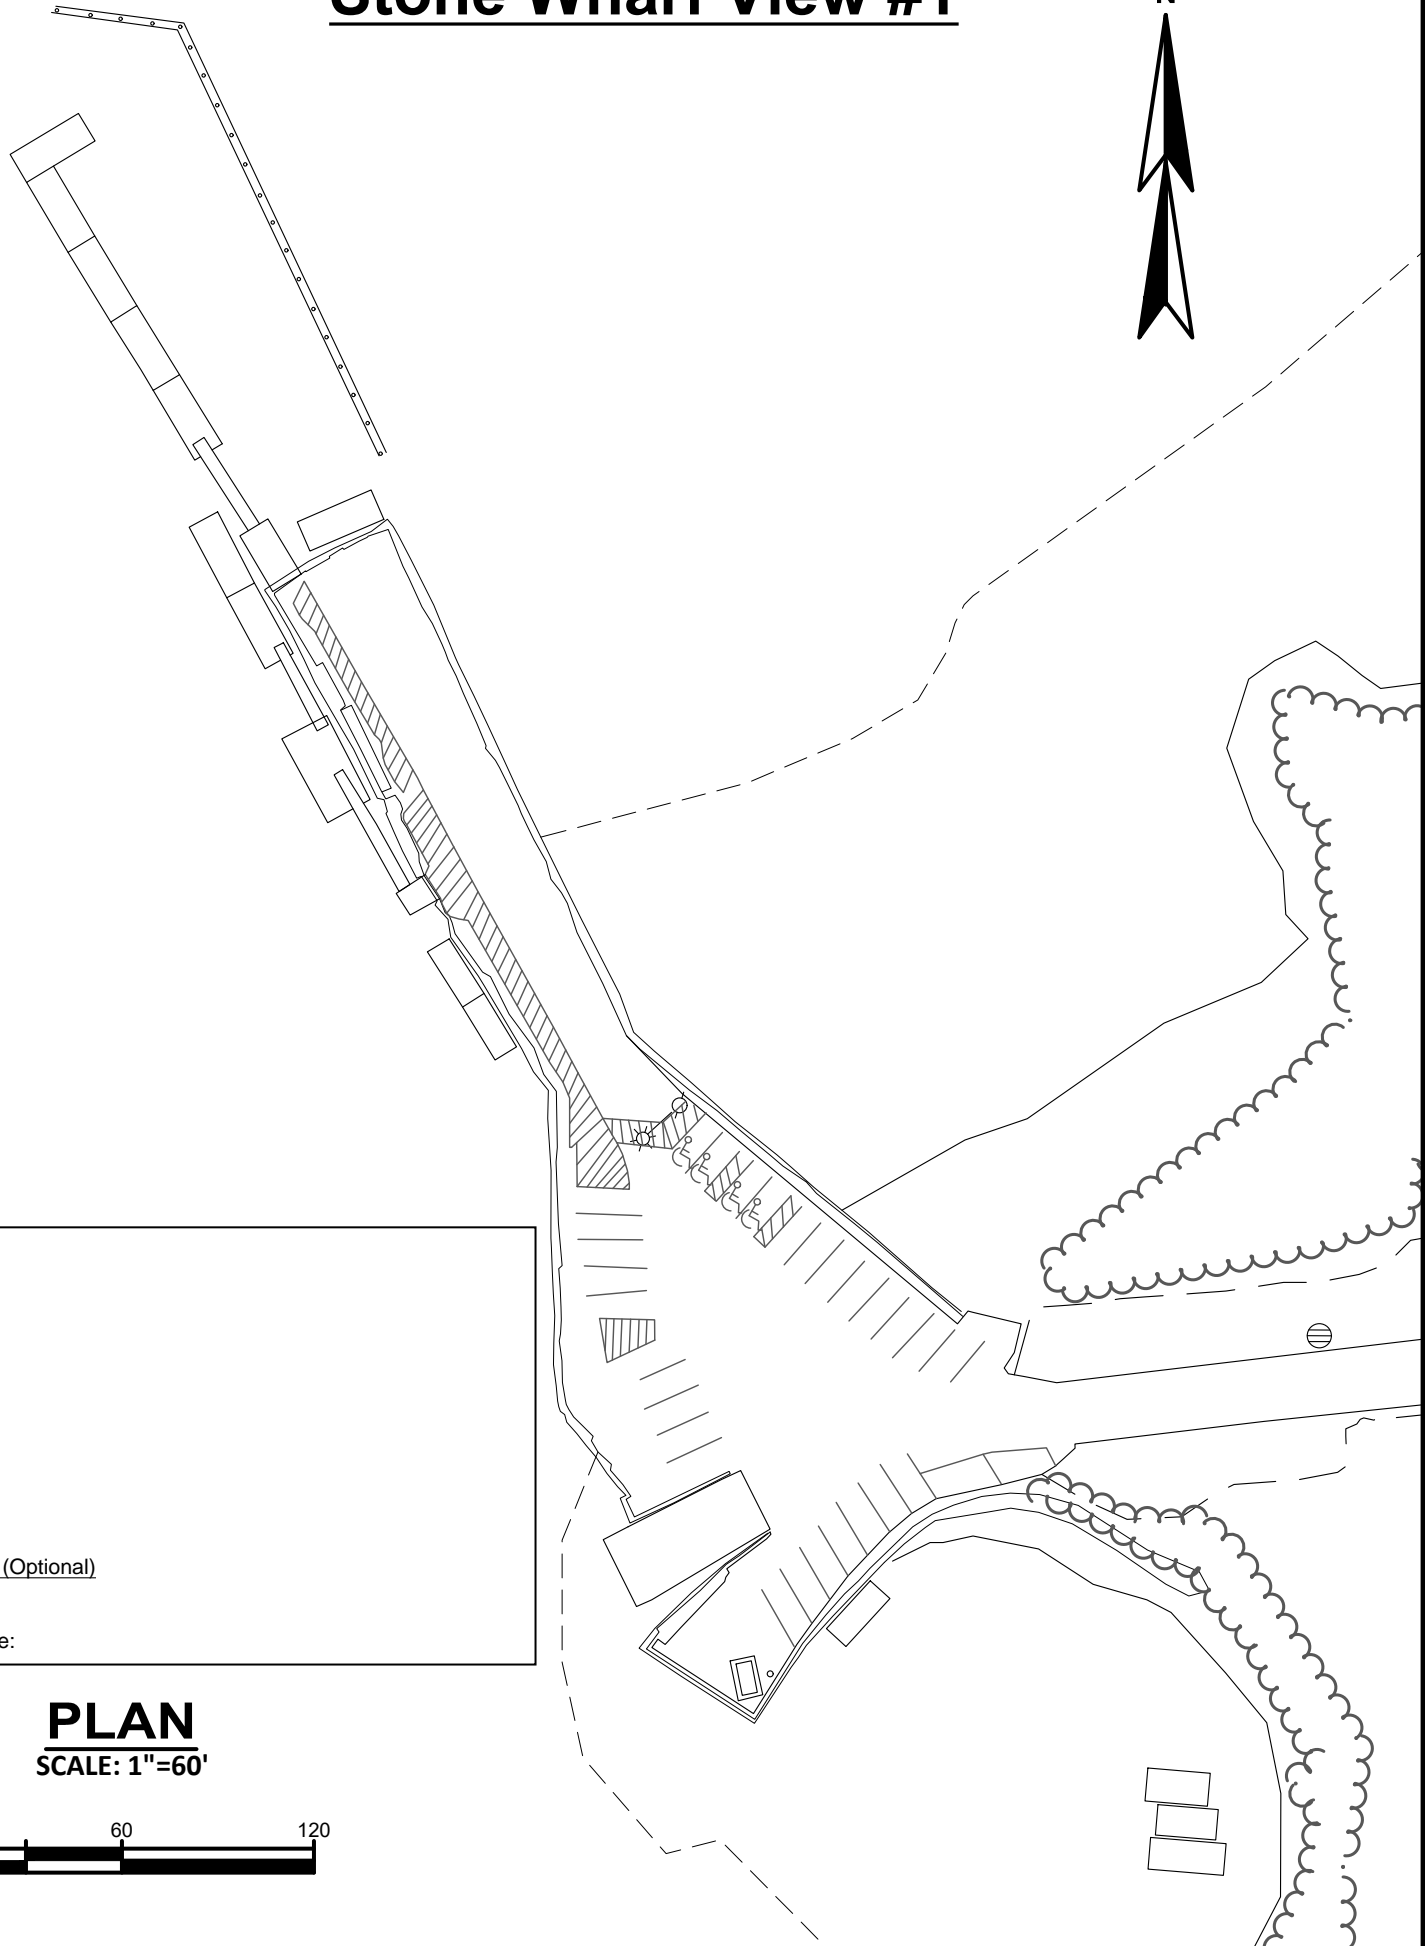 Stone Wharf View #1
N
(Optional)
e:
PLAN
SCALE: 1"=60'
60
120